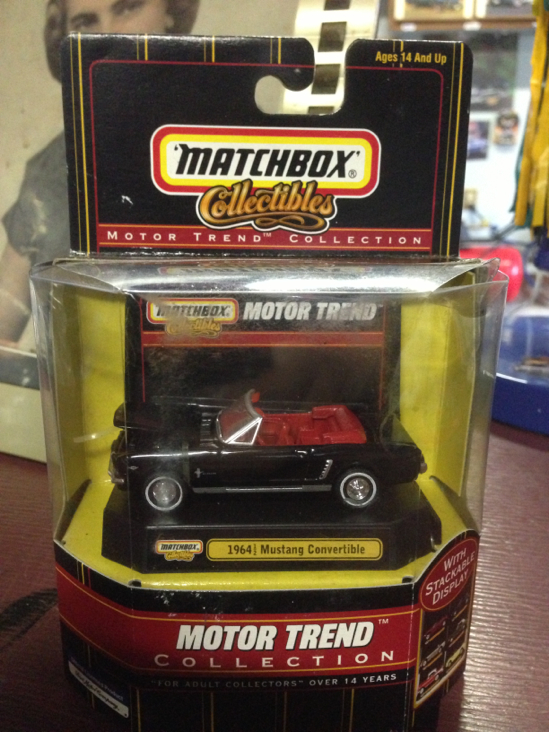 Ages 14 And Up
MATCHBOX®
Collectibles
MOTOR TREND™ COLLECTION
MATCHBOX MOTOR TREND
Collectibles
MATCHBOX
Collectibles
1964½ Mustang Convertible
WITH
STACKABLE
DISPLAY
MOTOR TREND™
COLLECTION
"FOR ADULT COLLECTORS" OVER 14 YEARS